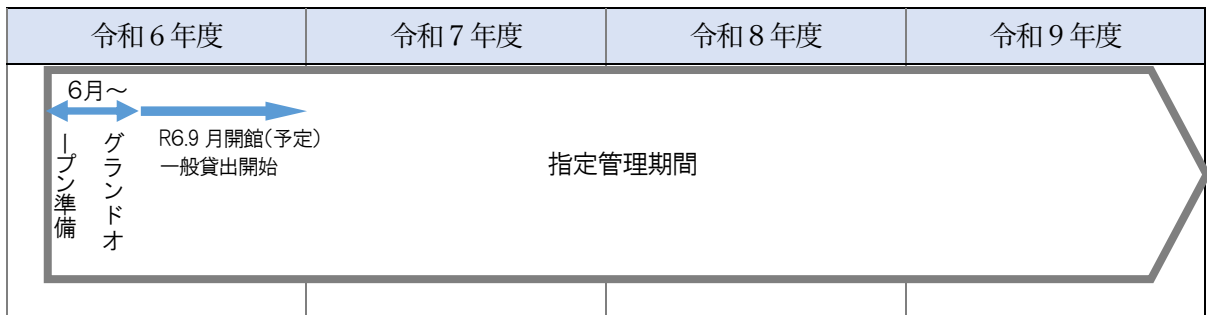 令和６年度
令和７年度
令和８年度
令和９年度
６月～
グランドオ
ープン準備
R6.9 月開館(予定)
一般貸出開始
指定管理期間